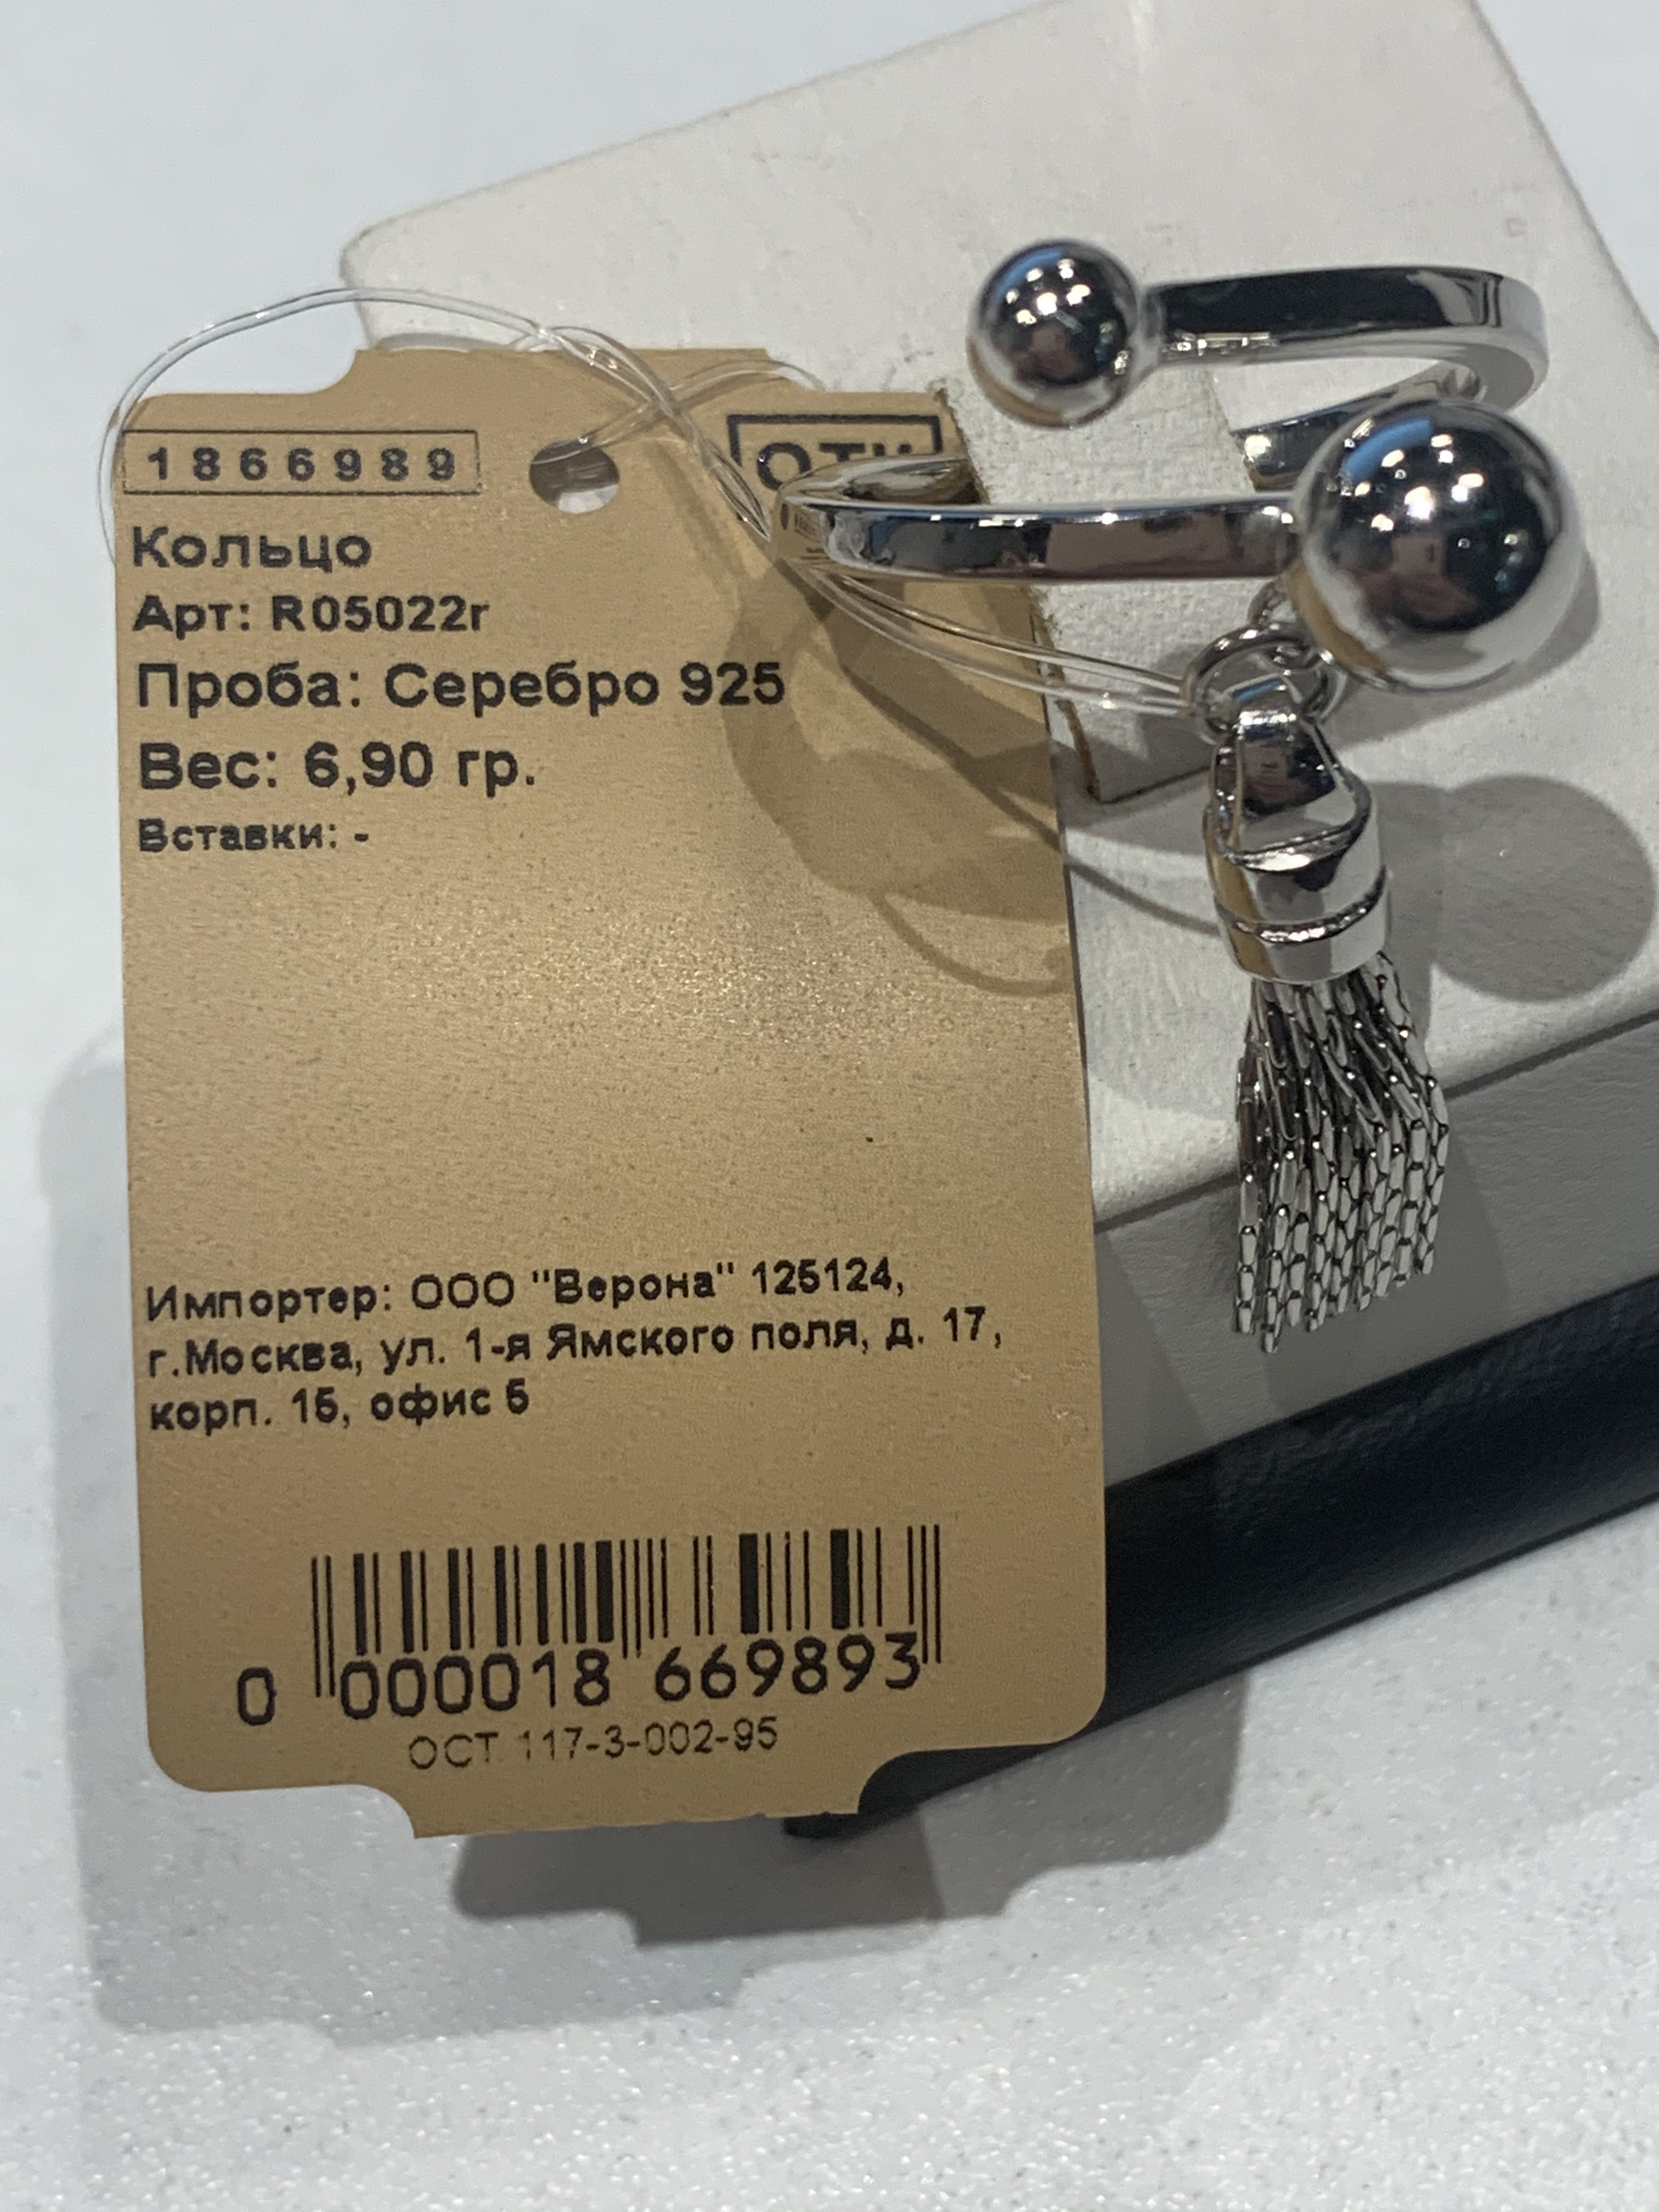 1866989
ОТК
Кольцо
Арт: R05022r
Проба: Серебро 925
Вес: 6,90 гр.
Вставки: -
Импортер: ООО "Верона" 125124,
г.Москва, ул. 1-я Ямского поля, д. 17,
корп. 15, офис 5
0 000018 669893
ОСТ 117-3-002-95